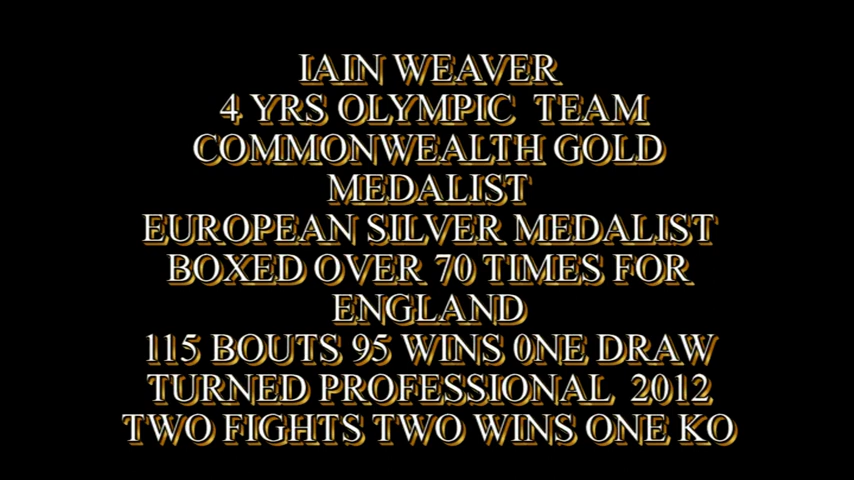 IAIN WEAVER
4 YRS OLYMPIC TEAM
COMMONWEALTH GOLD
MEDALIST
EUROPEAN SILVER MEDALIST
BOXED OVER 70 TIMES FOR
ENGLAND
115 BOUTS 95 WINS 0NE DRAW
TURNED PROFESSIONAL 2012
TWO FIGHTS TWO WINS ONE KO